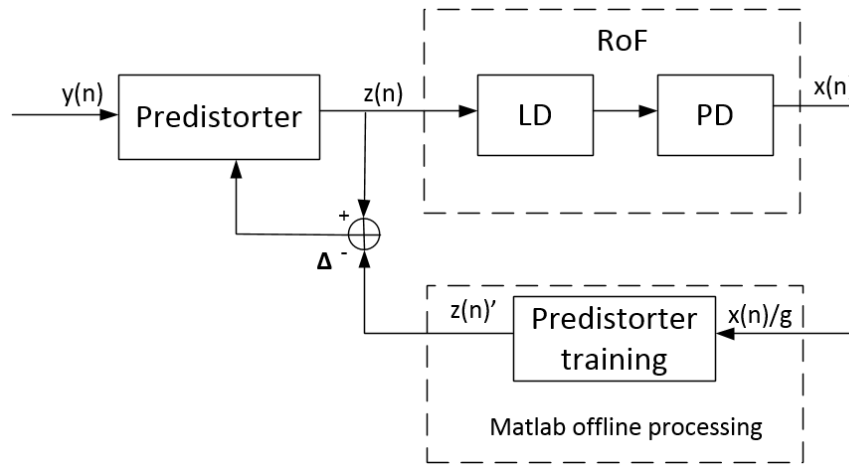 RoF
y(n)
Predistorter
z(n)
LD
PD
x(n)
+
Δ -
z(n)'
Predistorter
training
x(n)/g
Matlab offline processing